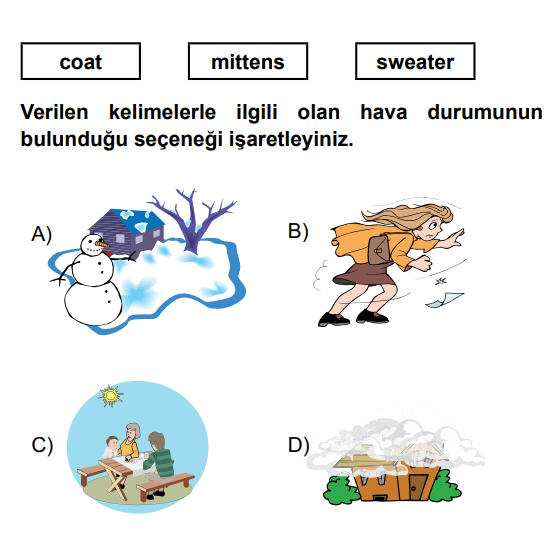 coat mittens sweater
Verilen kelimelerle ilgili olan hava durumunun
bulunduğu seçeneği işaretleyiniz.
A) B)
C) D)